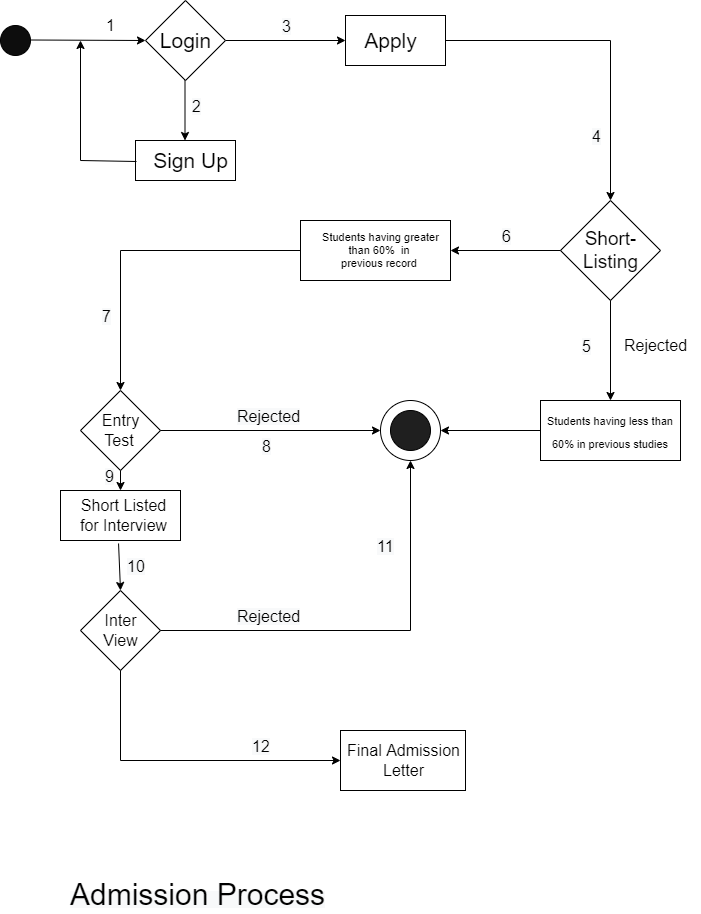 1
Login
3
Apply
2
Sign Up
4
Short-
Listing
6
Students having greater
than 60% in
previous record
5
Rejected
Students having less than
60% in previous studies
7
Entry
Test
Rejected
8
9
Short Listed
for Interview
10
11
Inter
View
Rejected
12
Final Admission
Letter
Admission Process